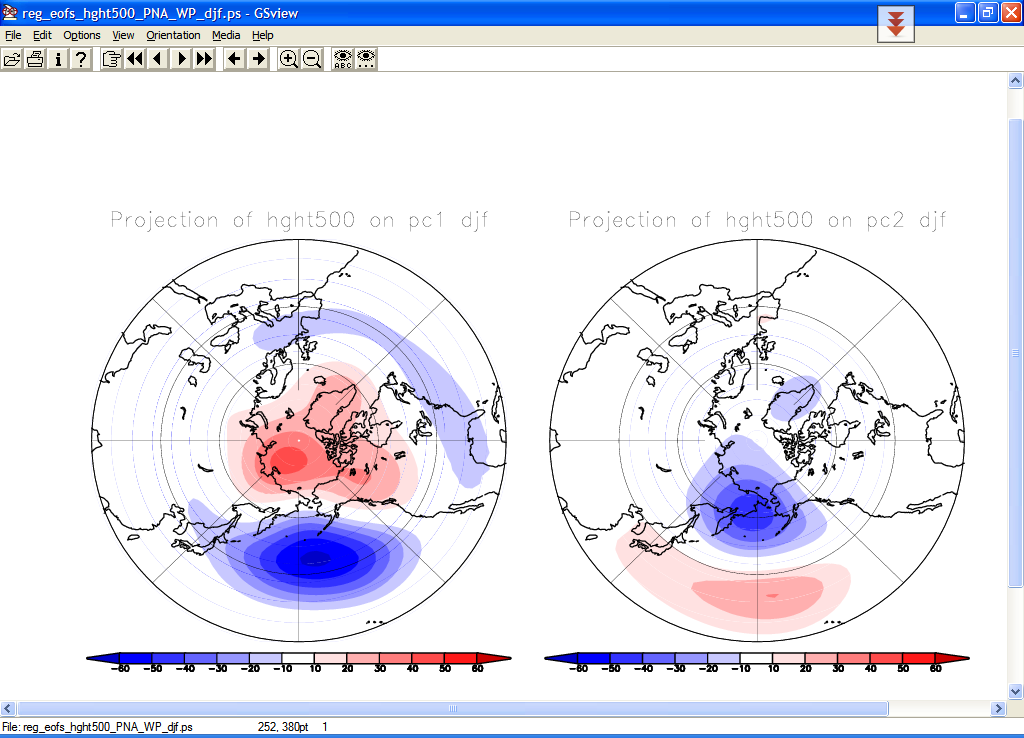 reg_eofs_hght500_PNA_WP_djf.ps - GSview
File Edit Options View Orientation Media Help
Projection of hght500 on pc1 djf
Projection of hght500 on pc2 djf
-60 -50 -40 -30 -20 -10 10 20 30 40 50 60
-60 -50 -40 -30 -20 -10 10 20 30 40 50 60
File: reg_eofs_hght500_PNA_WP_djf.ps 252, 380pt 1